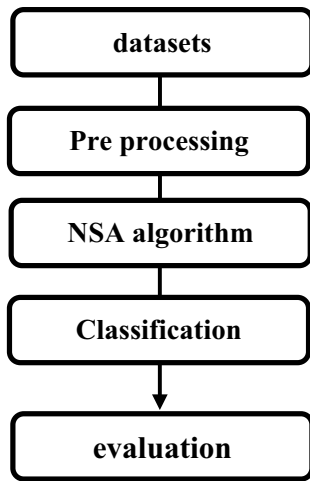 datasets
Pre processing
NSA algorithm
Classification
evaluation